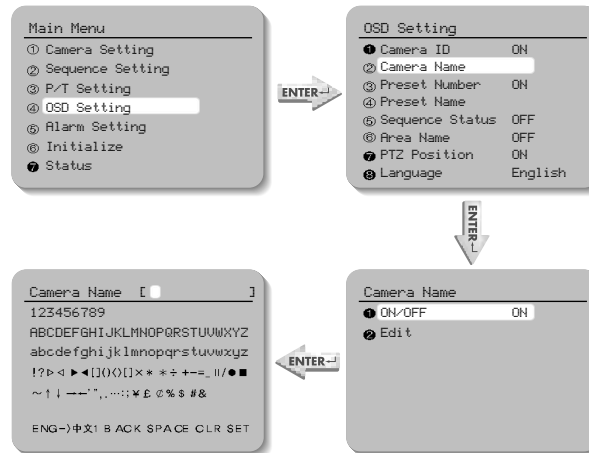 Main Menu
① Camera Setting
② Sequence Setting
③ P/T Setting
④ OSD Setting
⑤ Alarm Setting
⑥ Initialize
❼ Status
ENTER↵
OSD Setting
❶ Camera ID ON
② Camera Name
③ Preset Number ON
④ Preset Name
⑤ Sequence Status OFF
⑥ Area Name OFF
❼ PTZ Position ON
❽ Language English
ENTER↵
Camera Name
❶ ON/OFF ON
❷ Edit
ENTER↵
Camera Name [ ]
123456789
ABCDEFGHIJKLMNOPQRSTUVWXYZ
abcdefghijklmnopqrstuvwxyz
!?▷◁ ►◄[]()⟨⟩[]×* *÷+-=_॥/●■
~↑↓→←'",.…:;¥£₡%$ #&
ENG-)中文1 BACK SPACE CLR SET